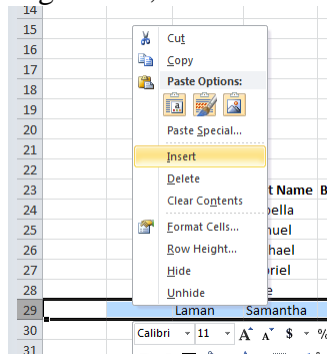 14
15
Cut
16
Copy
17
Paste Options:
18
19
20
Paste Special...
21
Insert
22
Delete
23
Clear Contents
t Name B
24
ella
25
Format Cells...
nuel
26
Row Height...
hael
27
Hide
riel
28
Unhide
e
29
Laman Samantha
30
Calibri 11 A A $ %
31